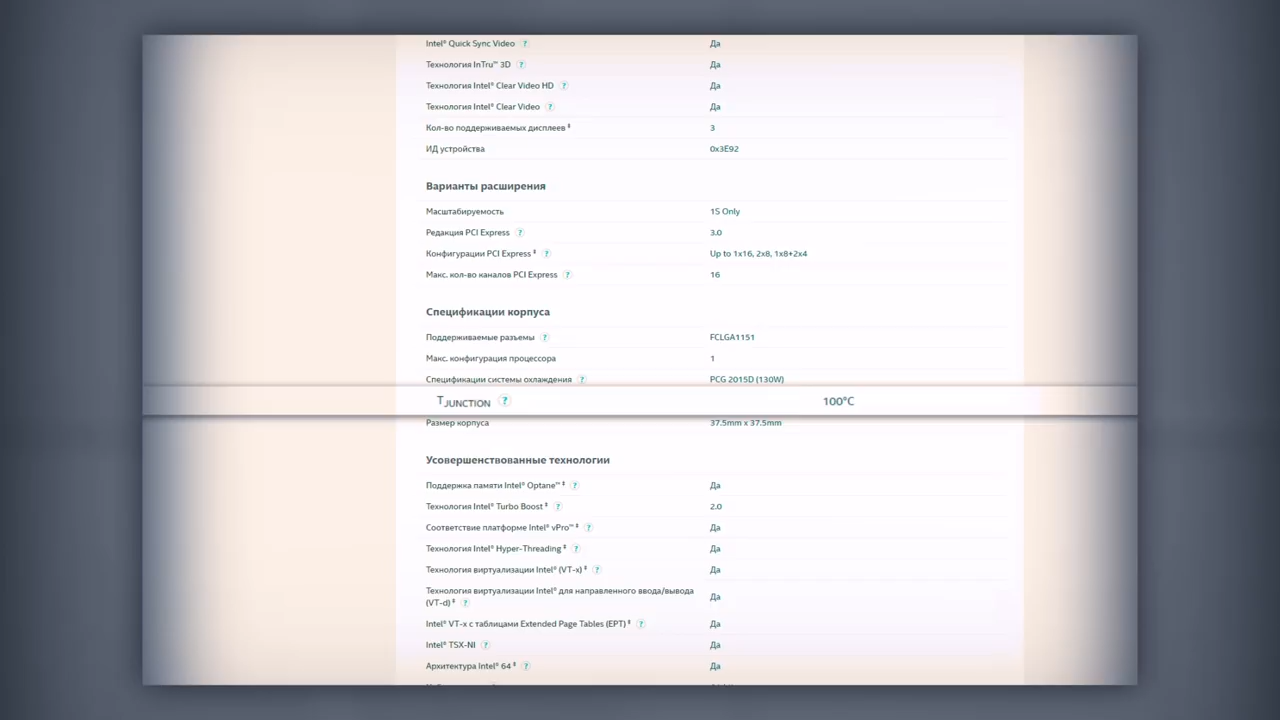 Intel® Quick Sync Video ? Да
Технология InTru™ 3D ? Да
Технология Intel® Clear Video HD ? Да
Технология Intel® Clear Video ? Да
Кол-во поддерживаемых дисплеев ‡ 3
ИД устройства 0x3E92
Варианты расширения
Масштабируемость 1S Only
Редакция PCI Express ? 3.0
Конфигурации PCI Express ‡ ? Up to 1x16, 2x8, 1x8+2x4
Макс. кол-во каналов PCI Express ? 16
Спецификации корпуса
Поддерживаемые разъемы ? FCLGA1151
Макс. конфигурация процессора 1
Спецификации системы охлаждения ? PCG 2015D (130W)
TJUNCTION ? 100°C
Размер корпуса 37.5mm x 37.5mm
Усовершенствованные технологии
Поддержка памяти Intel® Optane™ ‡ ? Да
Технология Intel® Turbo Boost ‡ ? 2.0
Соответствие платформе Intel® vPro™ ‡ ? Да
Технология Intel® Hyper-Threading ‡ ? Да
Технология виртуализации Intel® (VT-x) ‡ ? Да
Технология виртуализации Intel® для направленного ввода/вывода
(VT-d) ‡ ? Да
Intel® VT-x с таблицами Extended Page Tables (EPT) ‡ ? Да
Intel® TSX-NI ? Да
Архитектура Intel® 64 ‡ ? Да